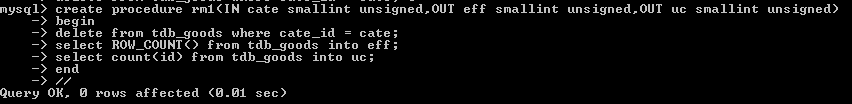 mysql> create procedure rm1(IN cate smallint unsigned,OUT eff smallint unsigned,OUT uc smallint unsigned)
-> begin
-> delete from tdb_goods where cate_id = cate;
-> select ROW_COUNT() from tdb_goods into eff;
-> select count(id) from tdb_goods into uc;
-> end
-> //
Query OK, 0 rows affected (0.01 sec)